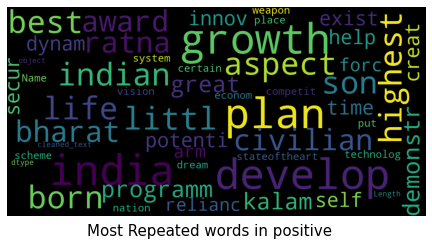 best award innov weapon place exist highest
dynam ratna growth help creat
object indian system certain aspect forc
secur Name great son
life vision econom competit time
bharat littl plan put demonstr
cleaned_text potenti civilian
scheme india arm stateoftheart technolog
dtype dream develop
born programm kalam self Length
nation relianc
Most Repeated words in positive